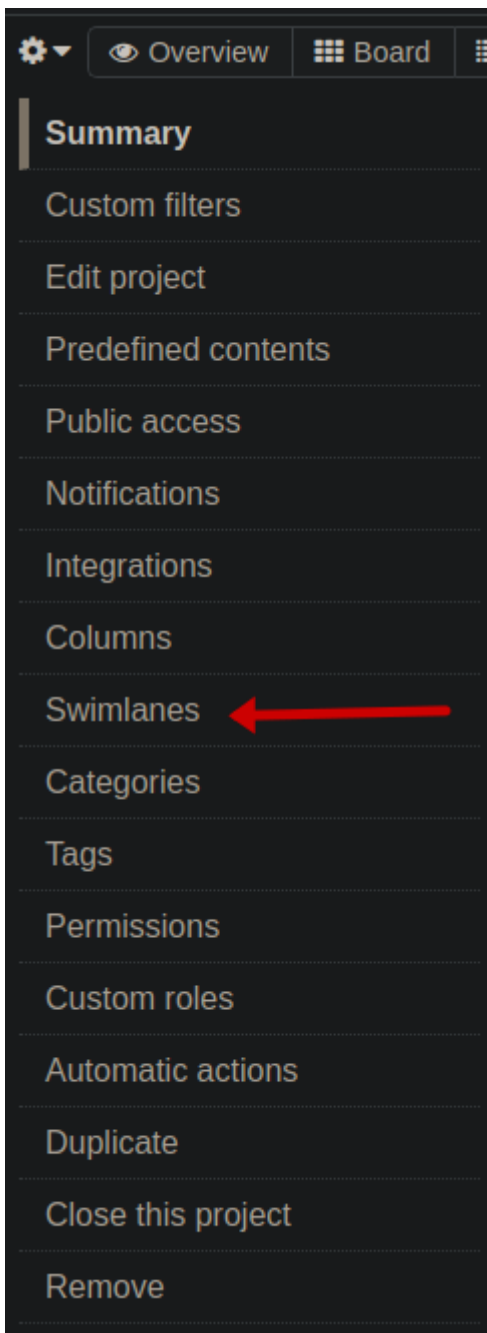 Overview Board
Summary
Custom filters
Edit project
Predefined contents
Public access
Notifications
Integrations
Columns
Swimlanes
Categories
Tags
Permissions
Custom roles
Automatic actions
Duplicate
Close this project
Remove